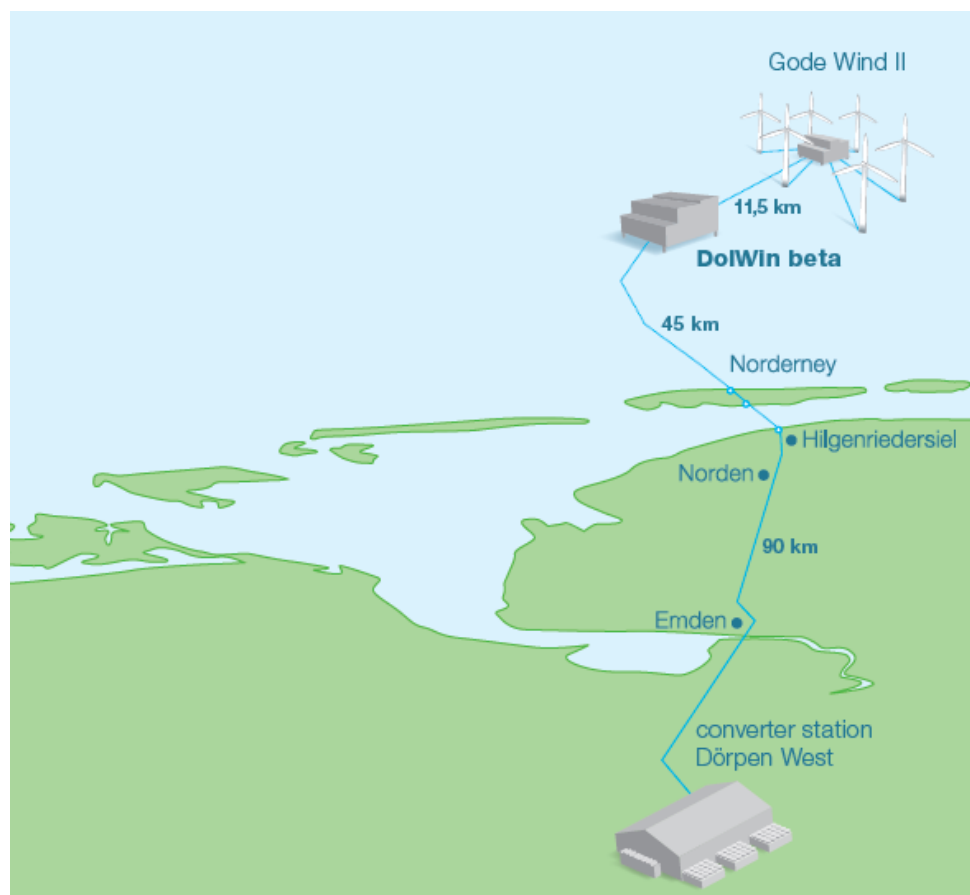 Gode Wind II
11,5 km
DolWin beta
45 km
Norderney
Hilgenriedersiel
Norden
90 km
Emden
converter station
Dörpen West